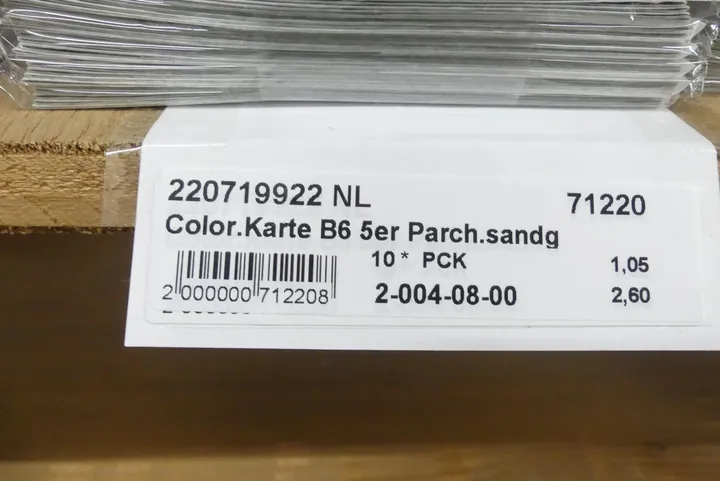 220719922 NL 71220
Color.Karte B6 5er Parch.sandg
10 * PCK 1,05
2 000000 712208 2-004-08-00 2,60